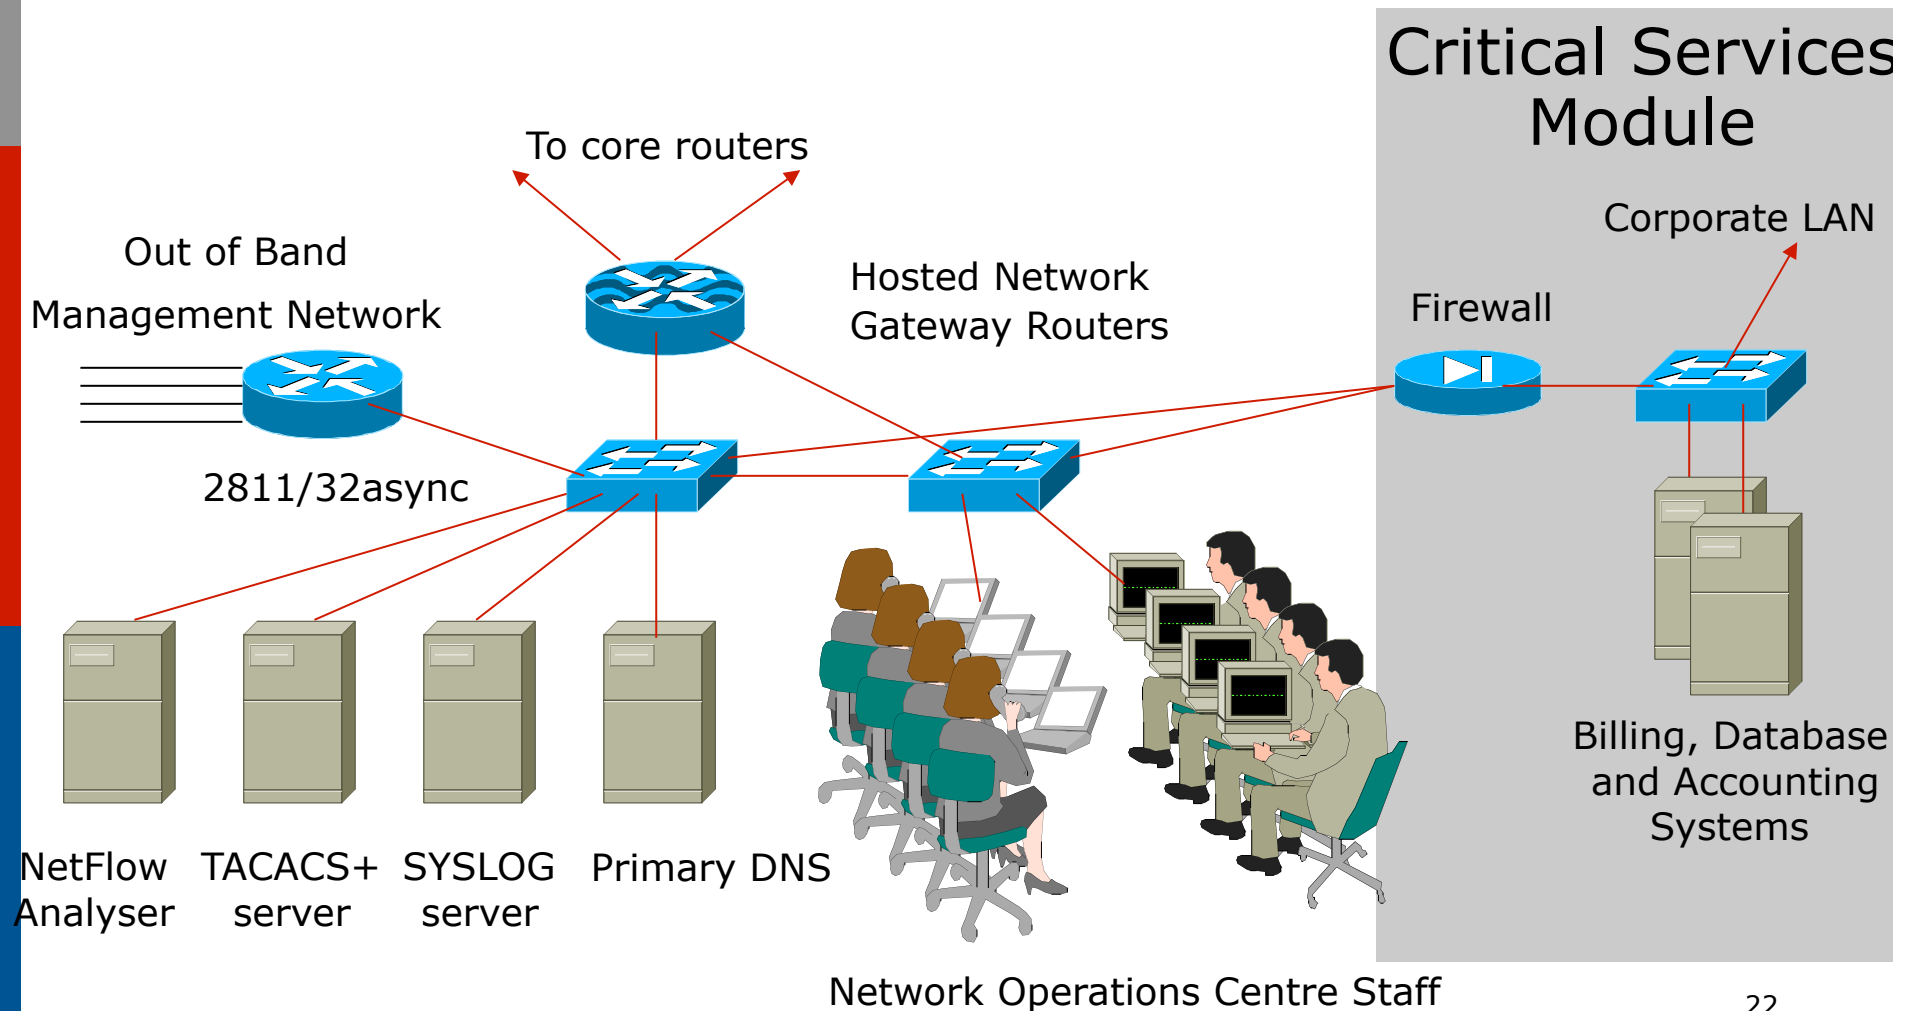 Critical Services
Module
To core routers
Corporate LAN
Out of Band
Management Network
Hosted Network
Gateway Routers
Firewall
2811/32async
Billing, Database
and Accounting
Systems
NetFlow
Analyser
TACACS+
server
SYSLOG
server
Primary DNS
Network Operations Centre Staff
22